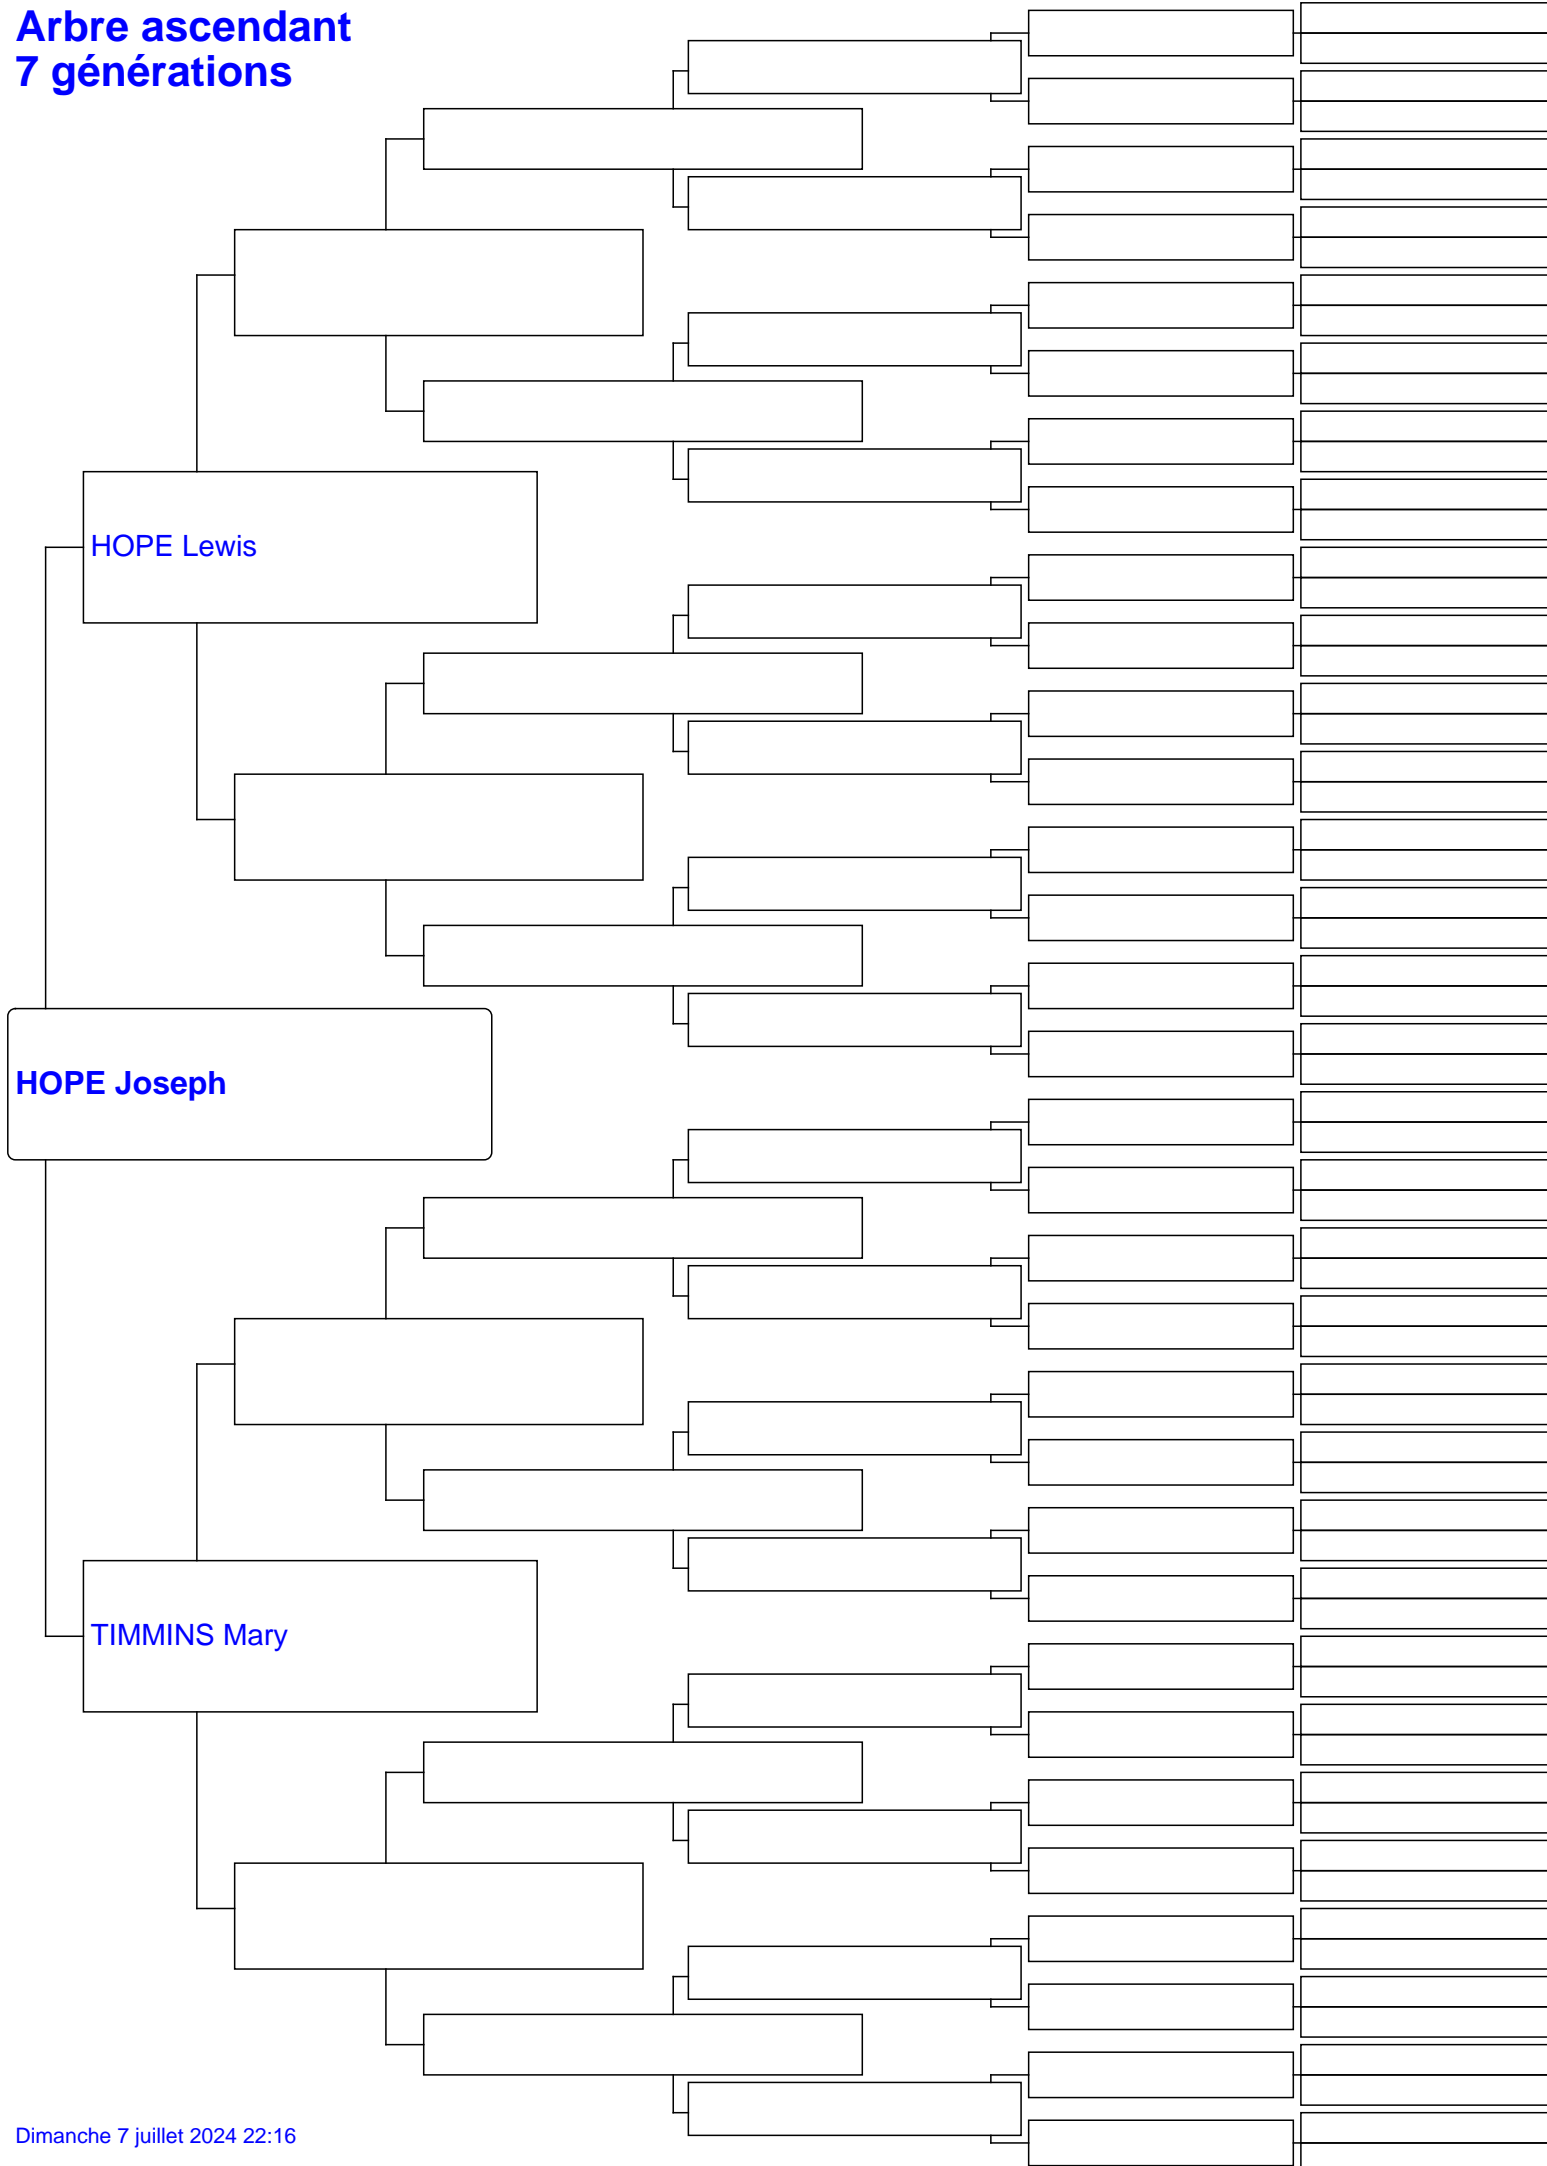 Arbre ascendant
7 générations
HOPE Lewis
HOPE Joseph
TIMMINS Mary
Dimanche 7 juillet 2024 22:16